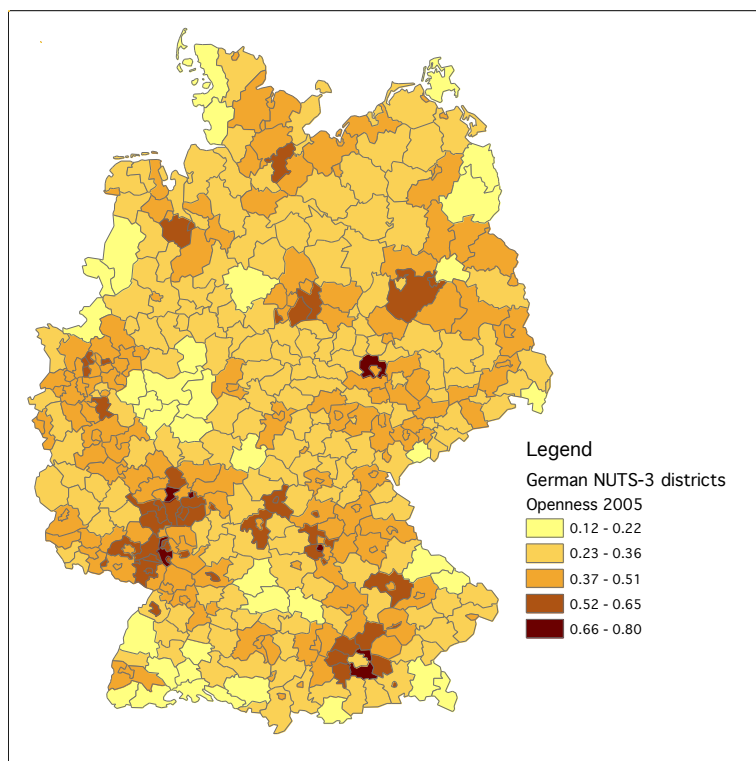 Legend
German NUTS-3 districts
Openness 2005
0.12 - 0.22
0.23 - 0.36
0.37 - 0.51
0.52 - 0.65
0.66 - 0.80